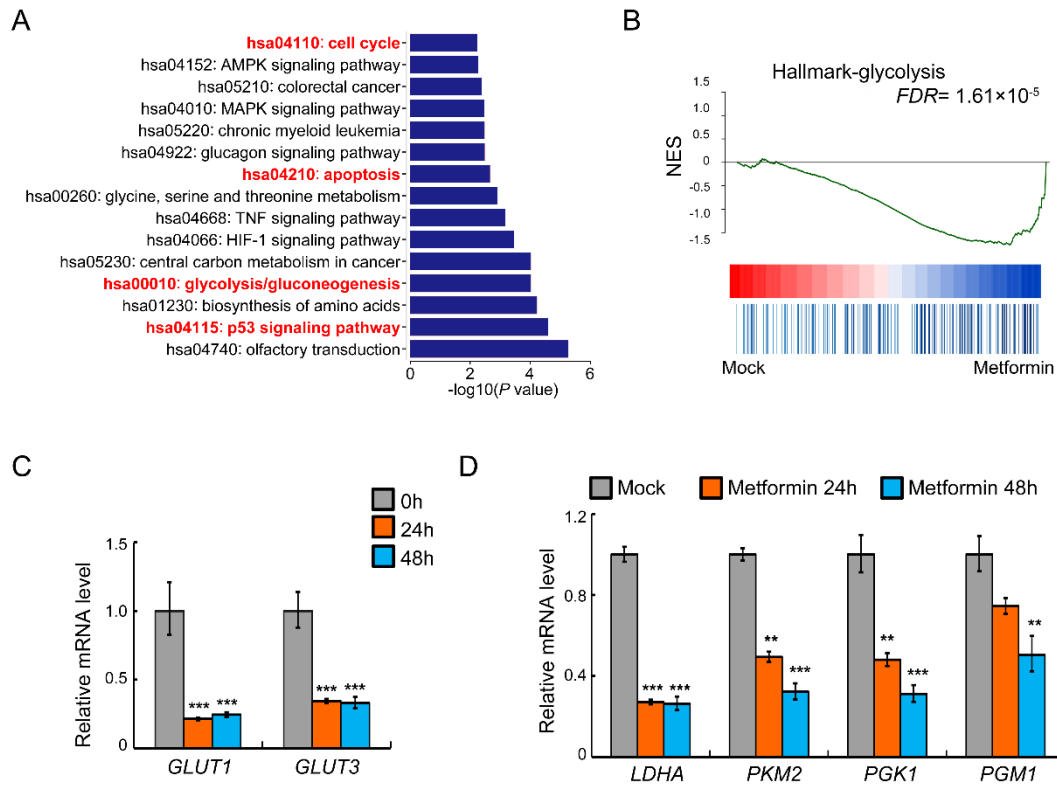 A
hsa04110: cell cycle
hsa04152: AMPK signaling pathway
hsa05210: colorectal cancer
hsa04010: MAPK signaling pathway
hsa05220: chronic myeloid leukemia
hsa04922: glucagon signaling pathway
hsa04210: apoptosis
hsa00260: glycine, serine and threonine metabolism
hsa04668: TNF signaling pathway
hsa04066: HIF-1 signaling pathway
hsa05230: central carbon metabolism in cancer
hsa00010: glycolysis/gluconeogenesis
hsa01230: biosynthesis of amino acids
hsa04115: p53 signaling pathway
hsa04740: olfactory transduction
0 2 4 6
-log10(P value)
B
Hallmark-glycolysis
FDR= 1.61×10⁻⁵
NES
1.5
1.0
0.5
0
-0.5
-1.0
-1.5
Mock Metformin
C
0h
24h
48h
Relative mRNA level
1.5
1.0
0.5
0
*** ***
*** ***
GLUT1 GLUT3
D
Mock Metformin 24h Metformin 48h
Relative mRNA level
1.2
0.8
0.4
0.0
*** ***
** ***
** ***
**
LDHA PKM2 PGK1 PGM1